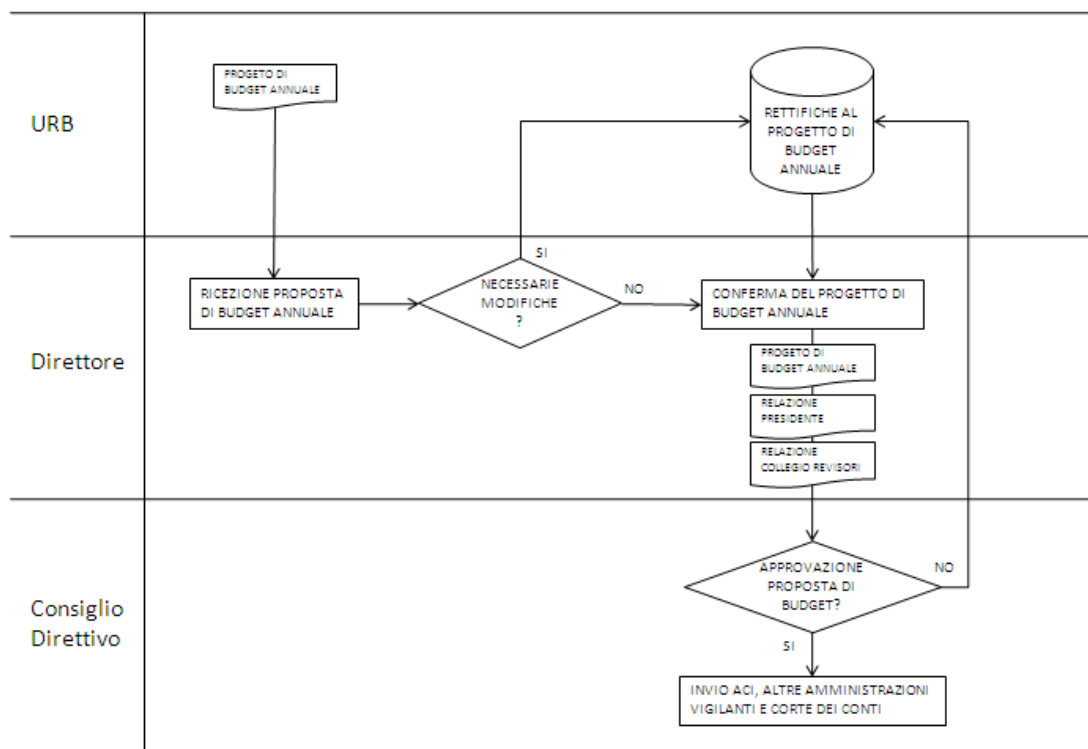 URB
PROGETO DI
BUDGET ANNUALE
RETTIFICHE AL
PROGETTO DI
BUDGET
ANNUALE
Direttore
RICEZIONE PROPOSTA
DI BUDGET ANNUALE
SI
NECESSARIE
MODIFICHE
?
NO
CONFERMA DEL PROGETTO DI
BUDGET ANNUALE
PROGETO DI
BUDGET ANNUALE
RELAZIONE
PRESIDENTE
RELAZIONE
COLLEGIO REVISORI
Consiglio
Direttivo
APPROVAZIONE
PROPOSTA DI
BUDGET?
NO
SI
INVIO ACI, ALTRE AMMINISTRAZIONI
VIGILANTI E CORTE DEI CONTI